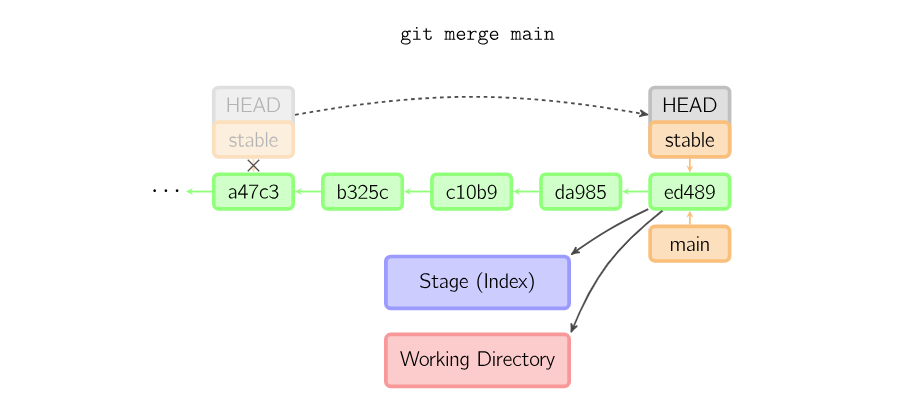 git merge main
HEAD HEAD
stable stable
... a47c3 b325c c10b9 da985 ed489
main
Stage (Index)
Working Directory